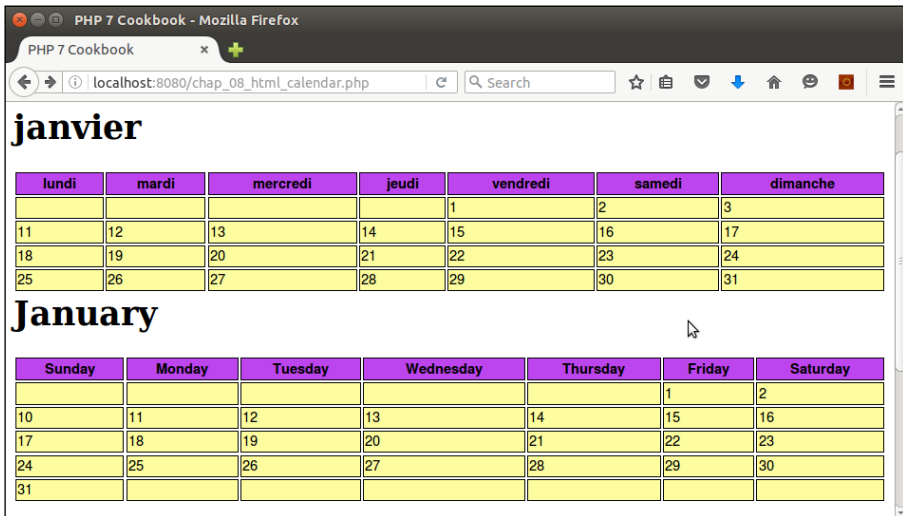 PHP 7 Cookbook - Mozilla Firefox
PHP 7 Cookbook
localhost:8080/chap_08_html_calendar.php
Search
janvier
lundi mardi mercredi jeudi vendredi samedi dimanche
1 2 3
11 12 13 14 15 16 17
18 19 20 21 22 23 24
25 26 27 28 29 30 31
January
Sunday Monday Tuesday Wednesday Thursday Friday Saturday
1 2
10 11 12 13 14 15 16
17 18 19 20 21 22 23
24 25 26 27 28 29 30
31